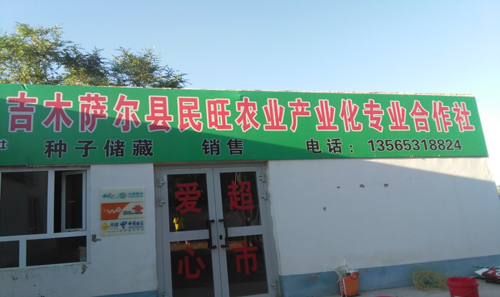 吉木萨尔县民旺农业产业化专业合作社
种子储藏 销售 电话：13565318824
爱心
超市